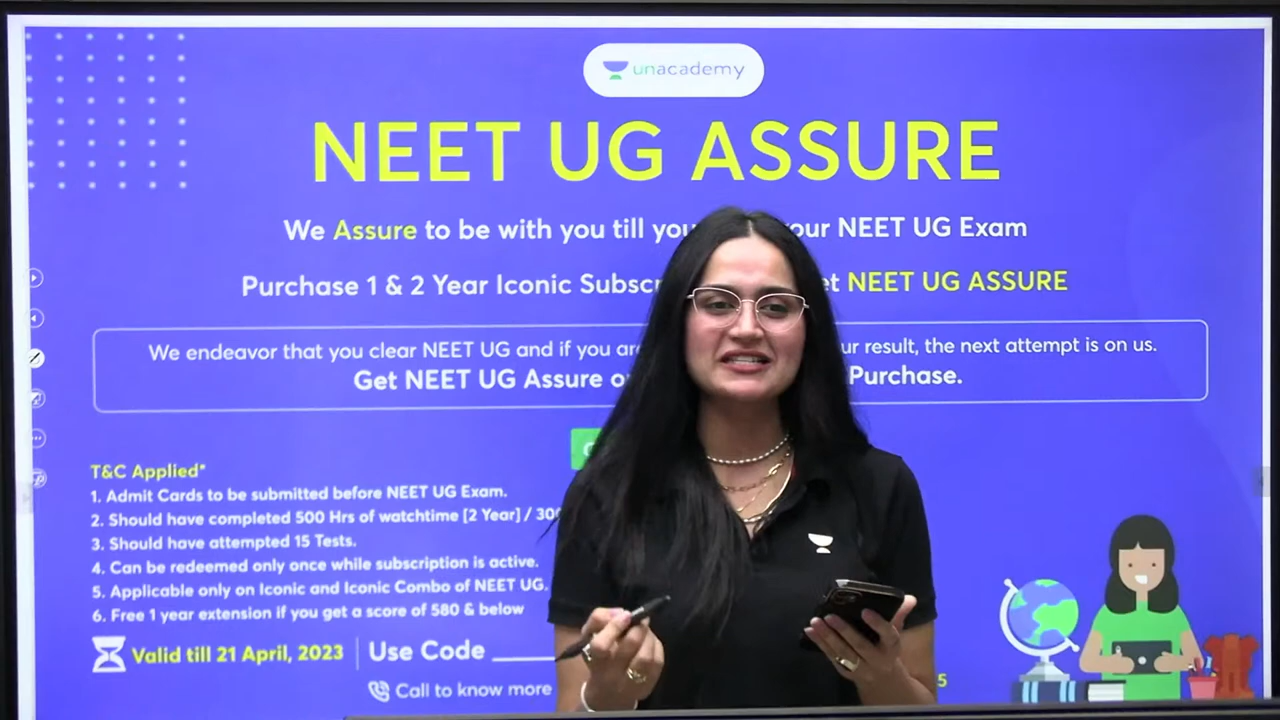 unacademy
NEET UG ASSURE
We Assure to be with you till you your NEET UG Exam
Purchase 1 & 2 Year Iconic NEET UG ASSURE
We endeavor that you clear NEET UG and if you result, the next attempt is on us.
Get NEET UG Assure Purchase.
T&C Applied*
1. Admit Cards to be submitted before NEET UG Exam.
2. Should have completed 500 Hrs of watchtime [2 Year] /
3. Should have attempted 15 Tests.
4. Can be redeemed only once while subscription is active.
5. Applicable only on Iconic and Iconic Combo of NEET UG.
6. Free 1 year extension if you get a score of 580 & below
Valid till 21 April, 2023
Use Code
Call to know more
5